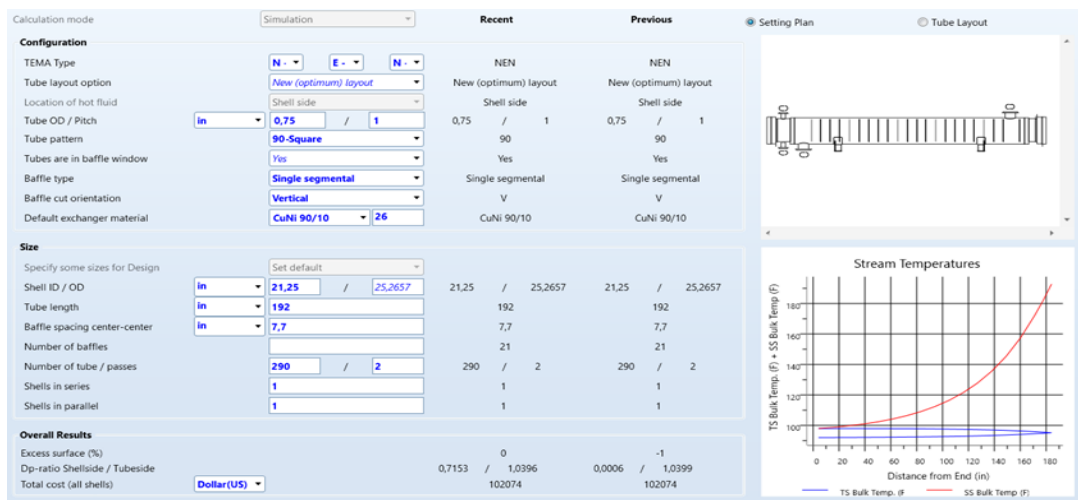 Calculation mode Simulation Recent Previous Setting Plan Tube Layout
Configuration
TEMA Type N - E - N - NEN NEN
Tube layout option New (optimum) layout New (optimum) layout New (optimum) layout
Location of hot fluid Shell side Shell side Shell side
Tube OD / Pitch in 0,75 / 1 0,75 / 1 0,75 / 1
Tube pattern 90-Square 90 90
Tubes are in baffle window Yes Yes Yes
Baffle type Single segmental Single segmental Single segmental
Baffle cut orientation Vertical V V
Default exchanger material CuNi 90/10 26 CuNi 90/10 CuNi 90/10
Size
Specify some sizes for Design Set default
Shell ID / OD in 21,25 / 25,2657 21,25 / 25,2657 21,25 / 25,2657
Tube length in 192 192 192
Baffle spacing center-center in 7,7 7,7 7,7
Number of baffles 21 21
Number of tube / passes 290 / 2 290 / 2 290 / 2
Shells in series 1 1 1
Shells in parallel 1 1 1
Overall Results
Excess surface (%) 0 -1
Dp-ratio Shellside / Tubeside 0,7153 / 1,0396 0,0006 / 1,0399
Total cost (all shells) Dollar(US) 102074 102074
Stream Temperatures
TS Bulk Temp. (F) + SS Bulk Temp (F)
180
160
140
120
100
0 20 40 60 80 100 120 140 160 180
Distance from End (in)
TS Bulk Temp. (F SS Bulk Temp (F)